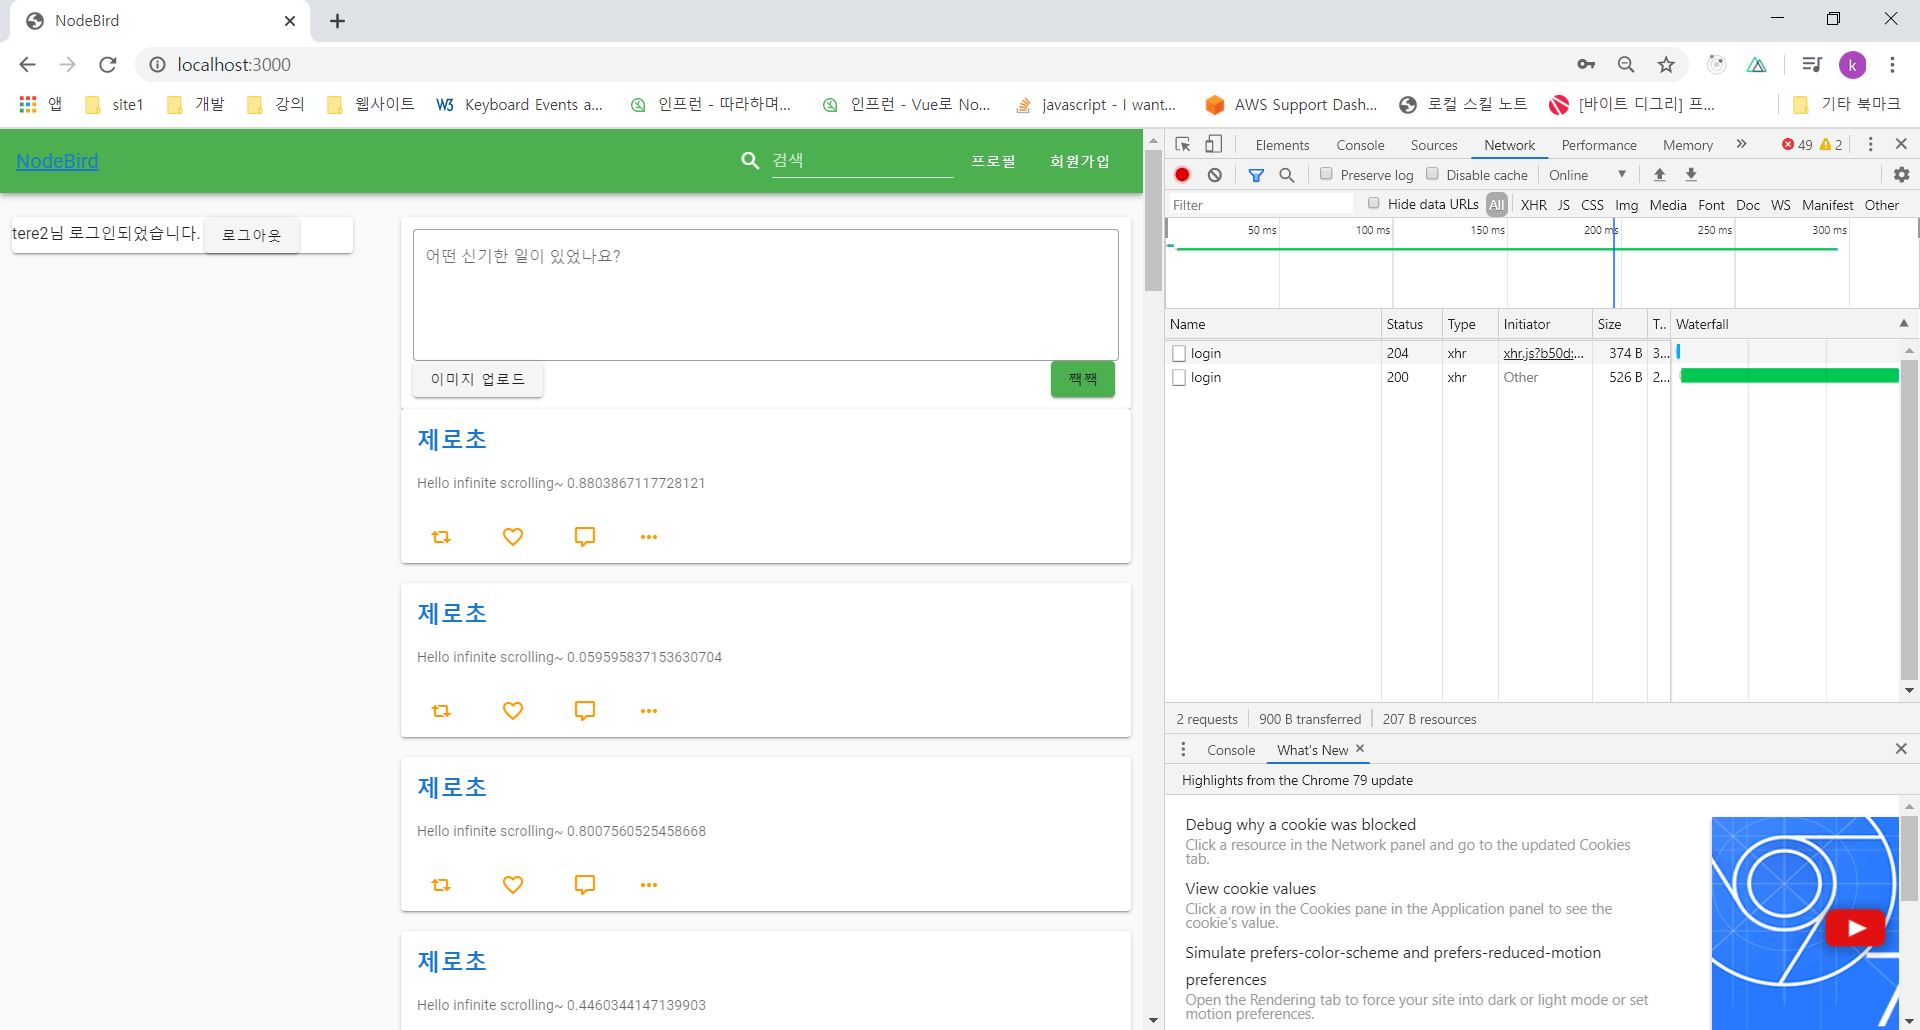 NodeBird
localhost:3000
k
앱 site1 개발 강의 웹사이트 W3 Keyboard Events a... 인프런 - 따라하며... 인프런 - Vue로 No... javascript - I want... AWS Support Dash... 로컬 스킬 노트 [바이트 디그리] 프... 기타 북마크
NodeBird 검색 프로필 회원가입
tere2님 로그인되었습니다. 로그아웃
어떤 신기한 일이 있었나요?
이미지 업로드 짹짹
제로초
Hello infinite scrolling~ 0.8803867117728121
제로초
Hello infinite scrolling~ 0.059595837153630704
제로초
Hello infinite scrolling~ 0.8007560525458668
제로초
Hello infinite scrolling~ 0.4460344147139903
Elements Console Sources Network Performance Memory » 49 2
Preserve log Disable cache Online
Filter Hide data URLs All XHR JS CSS Img Media Font Doc WS Manifest Other
50 ms 100 ms 150 ms 200 ms 250 ms 300 ms
Name Status Type Initiator Size T.. Waterfall
login 204 xhr xhr.js?b50d:... 374 B 3...
login 200 xhr Other 526 B 2...
2 requests 900 B transferred 207 B resources
Console What's New
Highlights from the Chrome 79 update
Debug why a cookie was blocked
Click a resource in the Network panel and go to the updated Cookies
tab.
View cookie values
Click a row in the Cookies pane in the Application panel to see the
cookie's value.
Simulate prefers-color-scheme and prefers-reduced-motion
preferences
Open the Rendering tab to force your site into dark or light mode or set
motion preferences.